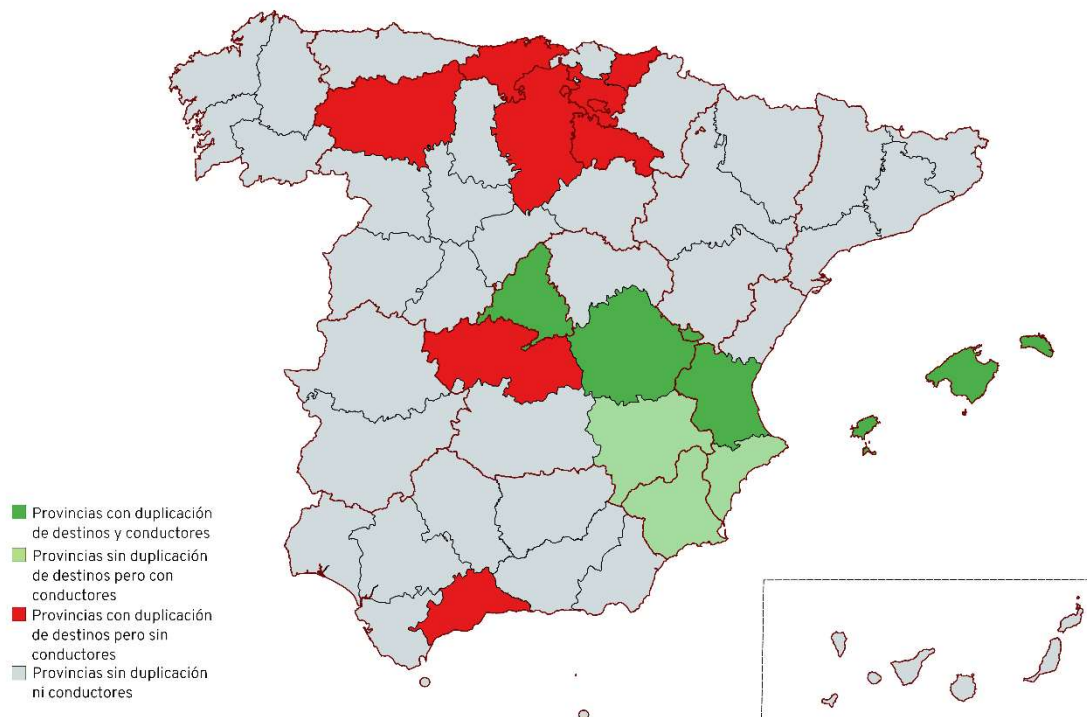 Provincias con duplicación
de destinos y conductores
Provincias sin duplicación
de destinos pero con
conductores
Provincias con duplicación
de destinos pero sin
conductores
Provincias sin duplicación
ni conductores